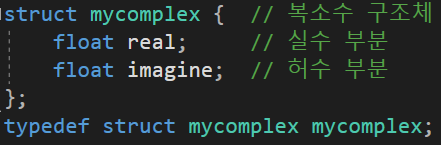 struct mycomplex {  // 복소수 구조체
    float real;     // 실수 부분
    float imagine;  // 허수 부분
};
typedef struct mycomplex mycomplex;